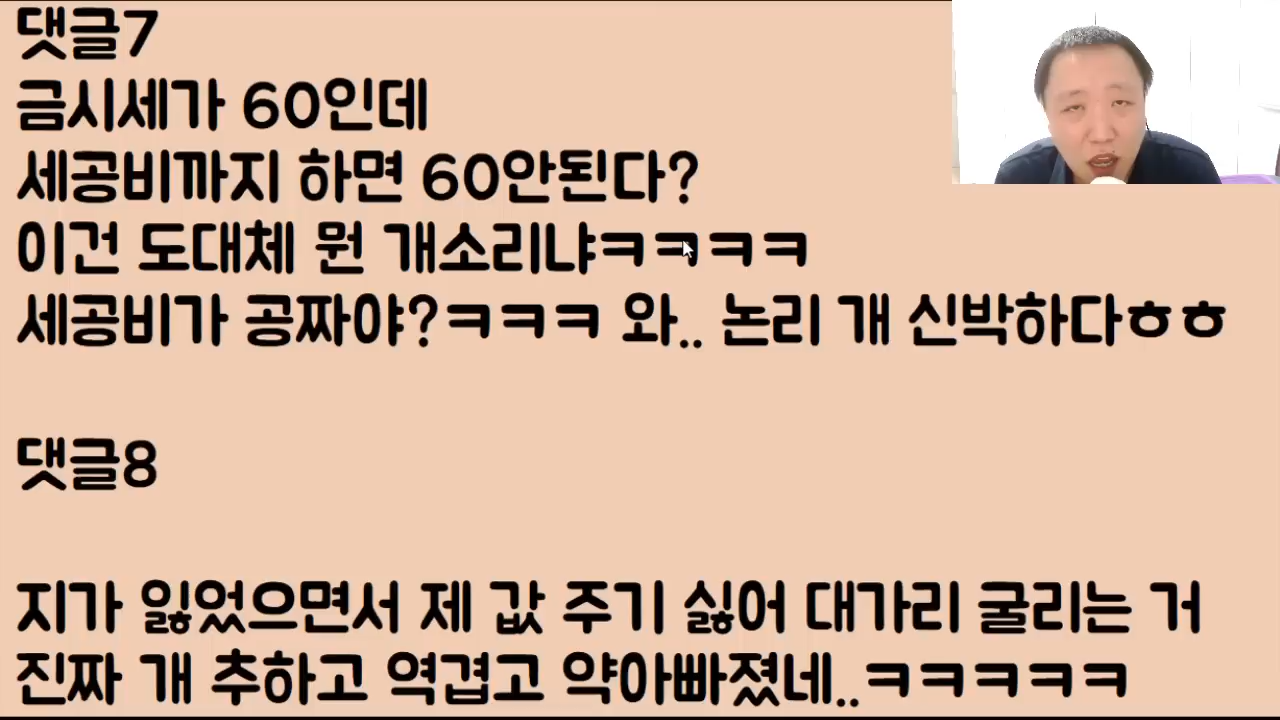 댓글7
금시세가 60인데
세공비까지 하면 60안된다?
이건 도대체 뭔 개소리냐ㅋㅋㅋㅋ
세공비가 공짜야?ㅋㅋㅋ 와.. 논리 개 신박하다ㅎㅎ
댓글8
지가 잃었으면서 제 값 주기 싫어 대가리 굴리는 거
진짜 개 추하고 역겹고 약아빠졌네..ㅋㅋㅋㅋㅋ